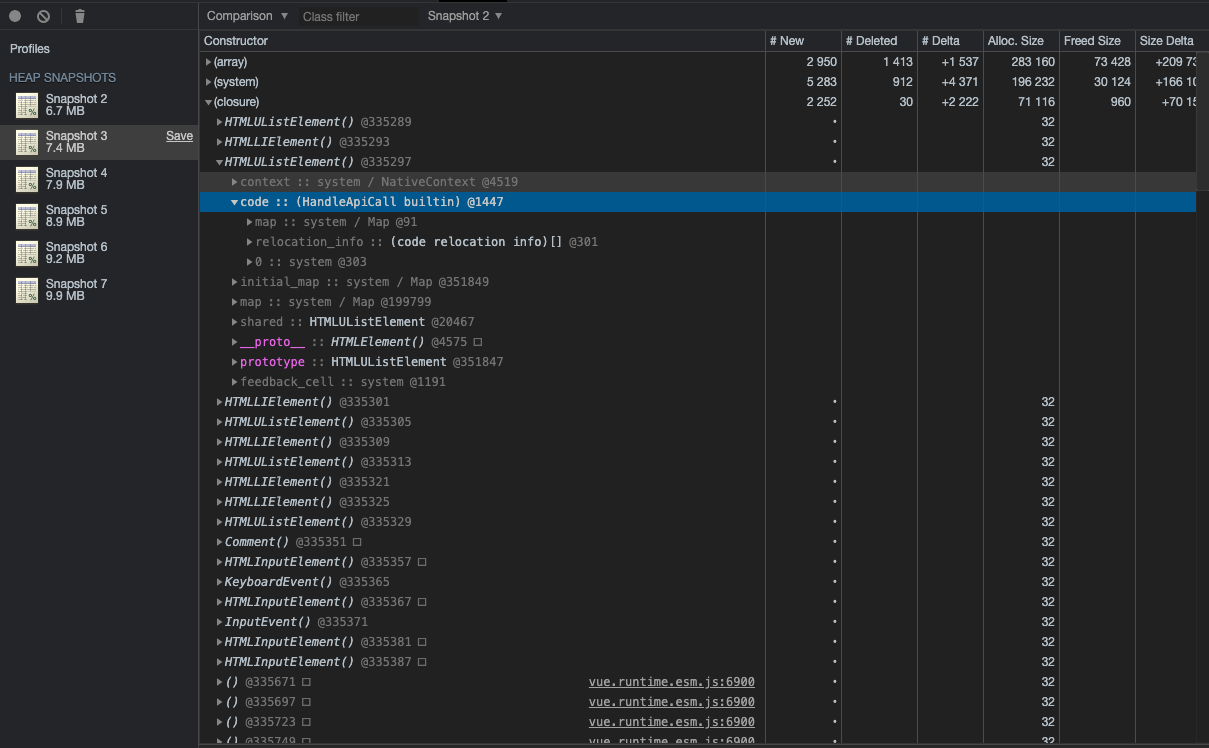 Comparison ▼ Class filter Snapshot 2 ▼
Profiles
HEAP SNAPSHOTS
Snapshot 2
6.7 MB
Snapshot 3 Save
7.4 MB
Snapshot 4
7.9 MB
Snapshot 5
8.9 MB
Snapshot 6
9.2 MB
Snapshot 7
9.9 MB
Constructor # New # Deleted # Delta Alloc. Size Freed Size Size Delta
(array) 2 950 1 413 +1 537 283 160 73 428 +209 73
(system) 5 283 912 +4 371 196 232 30 124 +166 10
(closure) 2 252 30 +2 222 71 116 960 +70 15
HTMLUListElement() @335289 • 32
HTMLLIElement() @335293 • 32
HTMLUListElement() @335297 • 32
context :: system / NativeContext @4519
code :: (HandleApiCall builtin) @1447
map :: system / Map @91
relocation_info :: (code relocation info)[] @301
0 :: system @303
initial_map :: system / Map @351849
map :: system / Map @199799
shared :: HTMLUListElement @20467
__proto__ :: HTMLElement() @4575 □
prototype :: HTMLUListElement @351847
feedback_cell :: system @1191
HTMLLIElement() @335301 • 32
HTMLUListElement() @335305 • 32
HTMLLIElement() @335309 • 32
HTMLUListElement() @335313 • 32
HTMLLIElement() @335321 • 32
HTMLLIElement() @335325 • 32
HTMLUListElement() @335329 • 32
Comment() @335351 □ • 32
HTMLInputElement() @335357 □ • 32
KeyboardEvent() @335365 • 32
HTMLInputElement() @335367 □ • 32
InputEvent() @335371 • 32
HTMLInputElement() @335381 □ • 32
HTMLInputElement() @335387 □ • 32
() @335671 □ vue.runtime.esm.js:6900 • 32
() @335697 □ vue.runtime.esm.js:6900 • 32
() @335723 □ vue.runtime.esm.js:6900 • 32
() @335749 □ vue.runtime.esm.js:6900 • 32